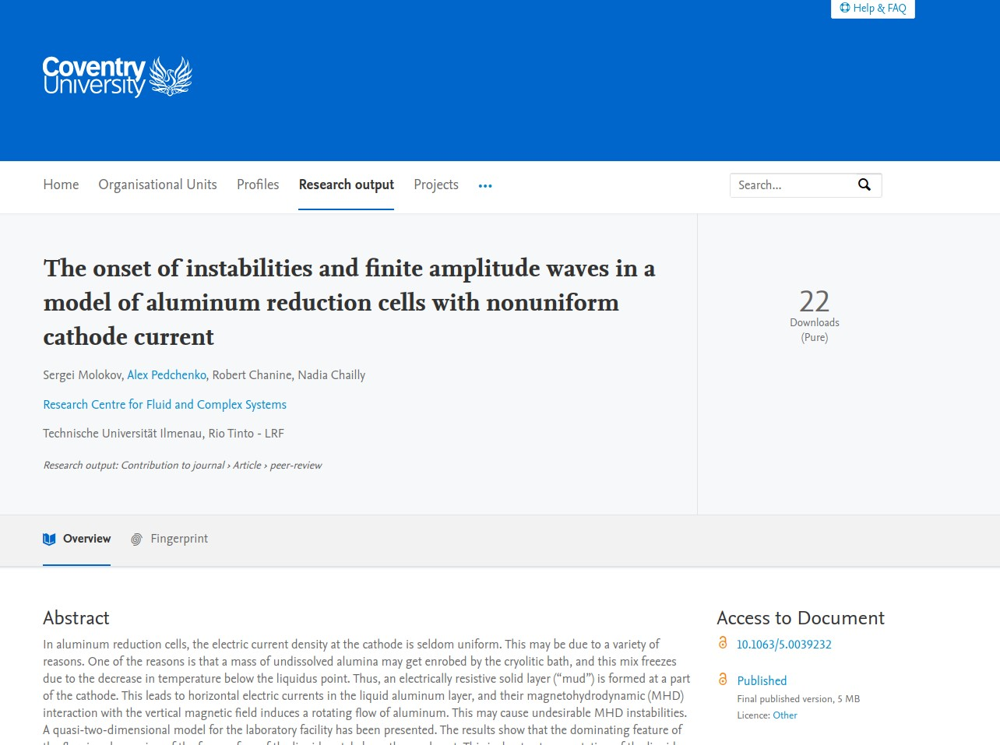 Help & FAQ
Coventry
University
Home Organisational Units Profiles Research output Projects
Search...
The onset of instabilities and finite amplitude waves in a
model of aluminum reduction cells with nonuniform
cathode current
Sergei Molokov, Alex Pedchenko, Robert Chanine, Nadia Chailly
Research Centre for Fluid and Complex Systems
Technische Universität Ilmenau, Rio Tinto - LRF
Research output: Contribution to journal › Article › peer-review
22
Downloads
(Pure)
Overview Fingerprint
Abstract
In aluminum reduction cells, the electric current density at the cathode is seldom uniform. This may be due to a variety of
reasons. One of the reasons is that a mass of undissolved alumina may get enrobed by the cryolitic bath, and this mix freezes
due to the decrease in temperature below the liquidus point. Thus, an electrically resistive solid layer (“mud”) is formed at a part
of the cathode. This leads to horizontal electric currents in the liquid aluminum layer, and their magnetohydrodynamic (MHD)
interaction with the vertical magnetic field induces a rotating flow of aluminum. This may cause undesirable MHD instabilities.
A quasi-two-dimensional model for the laboratory facility has been presented. The results show that the dominating feature of
Access to Document
10.1063/5.0039232
Published
Final published version, 5 MB
Licence: Other